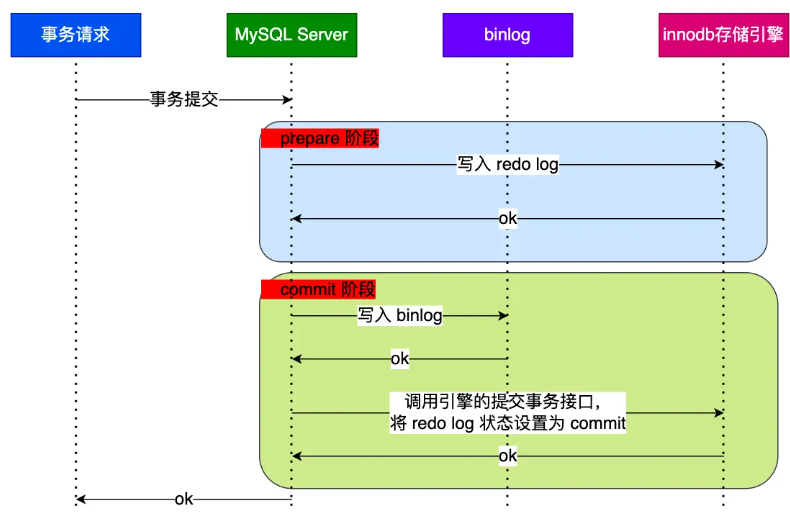 事务请求
MySQL Server
binlog
innodb存储引擎
事务提交
prepare 阶段
写入 redo log
ok
commit 阶段
写入 binlog
ok
调用引擎的提交事务接口，
将 redo log 状态设置为 commit
ok
ok